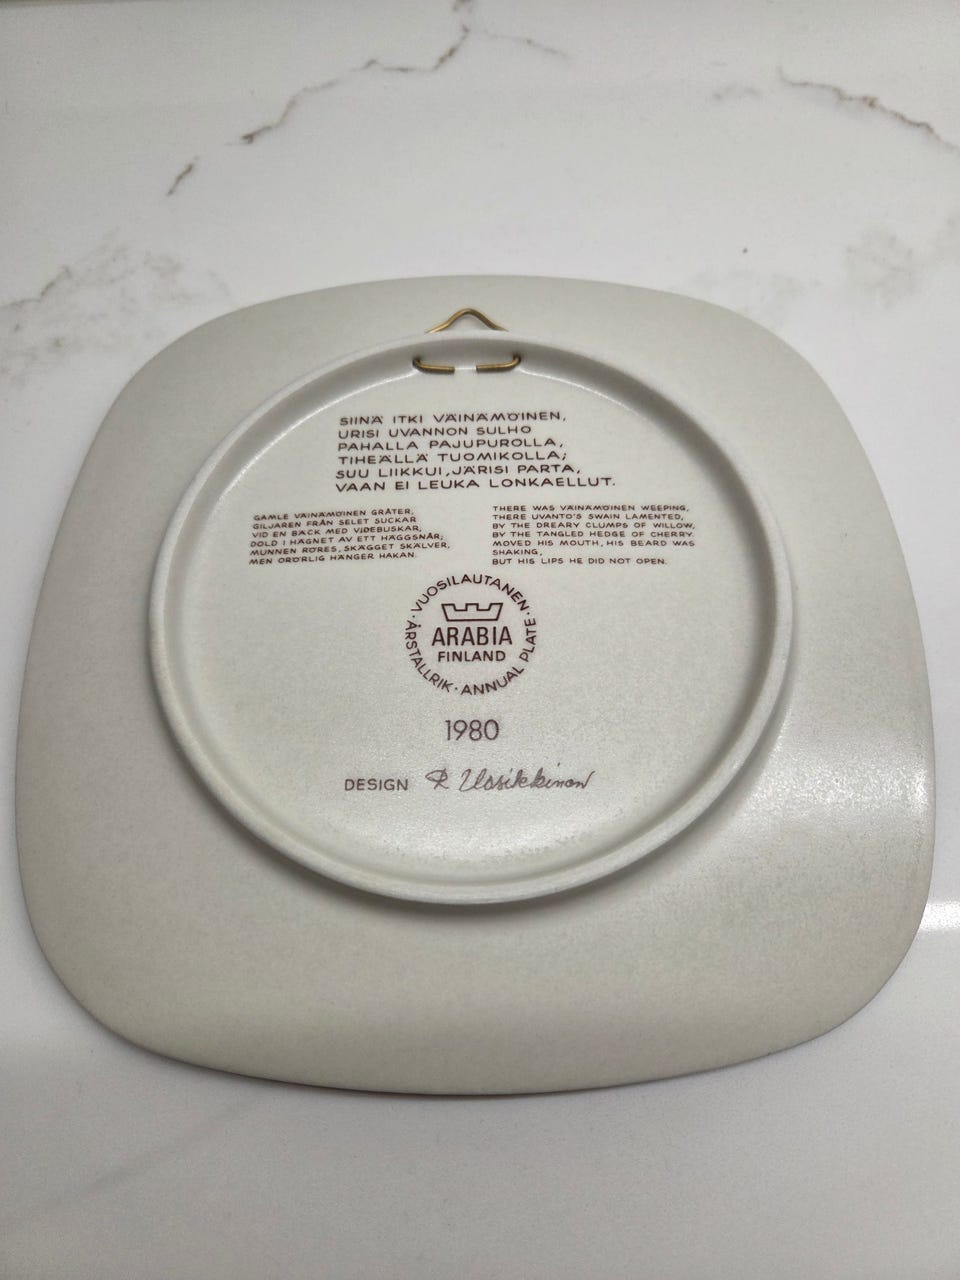 SIINÄ ITKI VÄINÄMÖINEN,
URISI UVANNON SULHO
PAHALLA PAJUPUROLLA,
TIHEÄLLÄ TUOMIKOLLA;
SUU LIIKKUI, JÄRISI PARTA,
VAAN EI LEUKA LONKAELLUT.
GAMLE VÄINÄMÖINEN GRÅTER,
GILJAREN FRÅN SELET SUCKAR
VID EN BÄCK MED VIDEBUSKAR,
DOLD I HÄGNET AV ETT HÄGGSNÅR;
MUNNEN RÖRES, SKÄGGET SKÄLVER,
MEN ORÖRLIG HÄNGER HAKAN.
THERE WAS VÄINÄMÖINEN WEEPING,
THERE UVANTO'S SWAIN LAMENTED,
BY THE DREARY CLUMPS OF WILLOW,
BY THE TANGLED HEDGE OF CHERRY.
MOVED HIS MOUTH, HIS BEARD WAS
SHAKING,
BUT HIS LIPS HE DID NOT OPEN.
· VUOSILAUTANEN · ANNUAL PLATE · ÅRSTALLRIK
ARABIA
FINLAND
1980
DESIGN R Uosikkinen